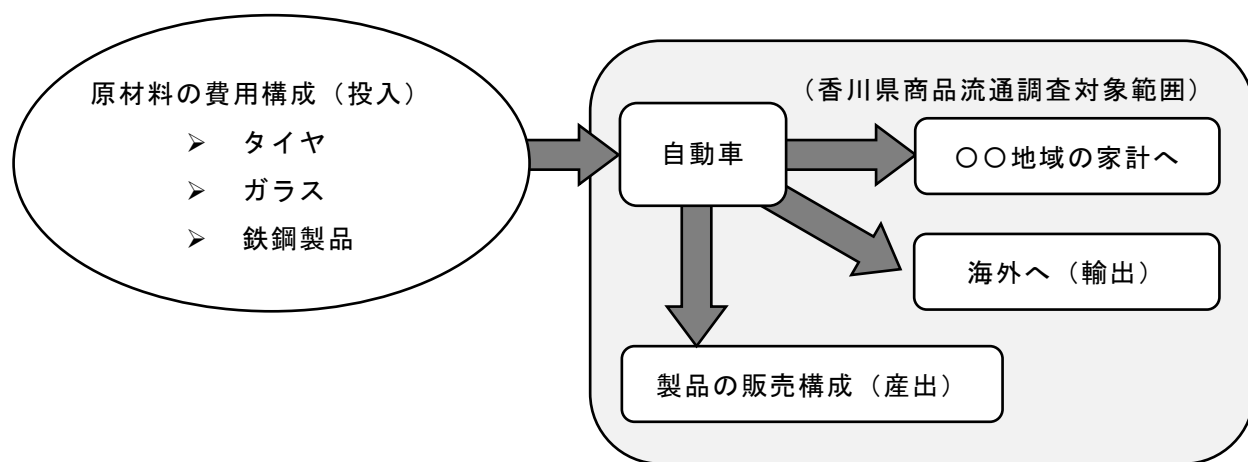 原材料の費用構成（投入）
➢ タイヤ
➢ ガラス
➢ 鉄鋼製品
（香川県商品流通調査対象範囲）
自動車
〇〇地域の家計へ
海外へ（輸出）
製品の販売構成（産出）